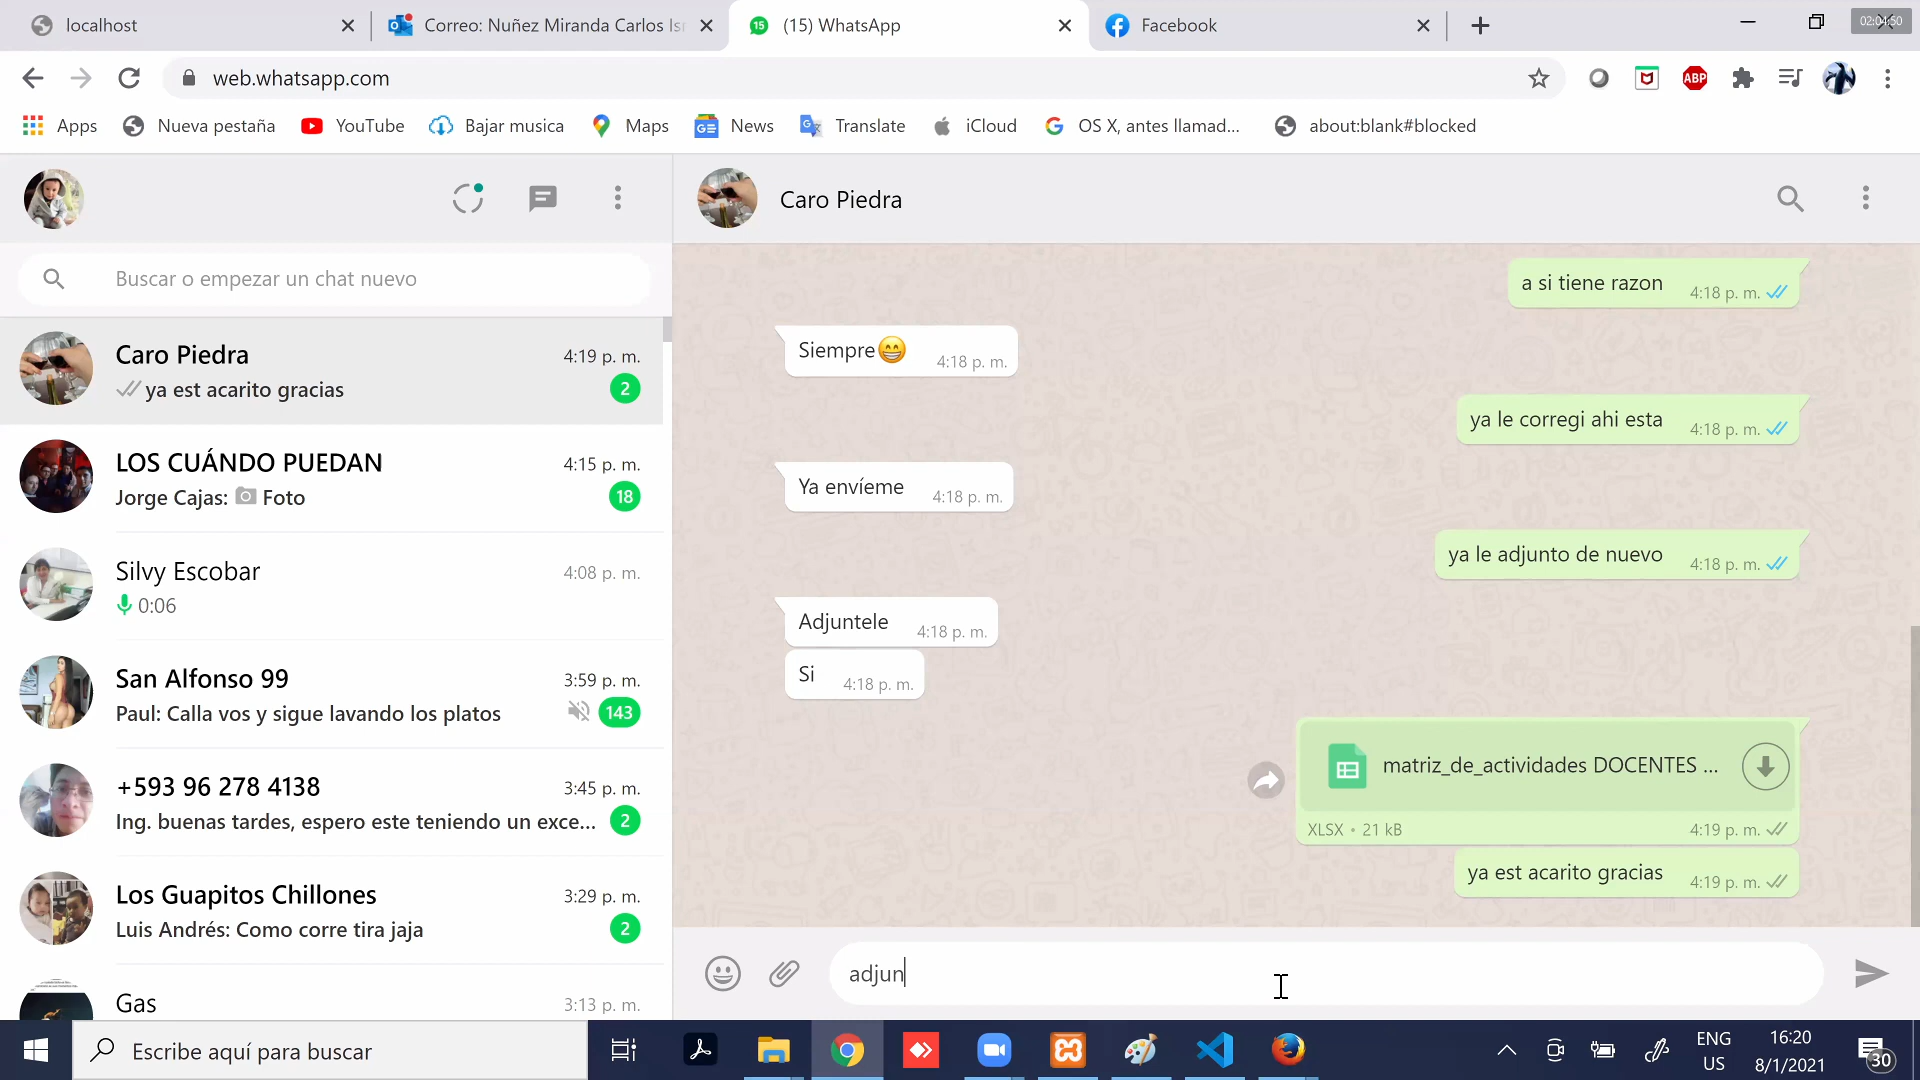 localhost
Correo: Nuñez Miranda Carlos Isr
(15) WhatsApp
Facebook
02:04:50
web.whatsapp.com
ABP
Apps
Nueva pestaña
YouTube
Bajar musica
Maps
News
Translate
iCloud
OS X, antes llamad...
about:blank#blocked
Caro Piedra
Buscar o empezar un chat nuevo
Caro Piedra
4:19 p. m.
ya est acarito gracias
2
LOS CUÁNDO PUEDAN
4:15 p. m.
Jorge Cajas: Foto
18
Silvy Escobar
4:08 p. m.
0:06
San Alfonso 99
3:59 p. m.
Paul: Calla vos y sigue lavando los platos
143
+593 96 278 4138
3:45 p. m.
Ing. buenas tardes, espero este teniendo un exce...
2
Los Guapitos Chillones
3:29 p. m.
Luis Andrés: Como corre tira jaja
2
Gas
3:13 p. m.
a si tiene razon 4:18 p. m.
Siempre😁 4:18 p. m.
ya le corregi ahi esta 4:18 p. m.
Ya envíeme 4:18 p. m.
ya le adjunto de nuevo 4:18 p. m.
Adjuntele 4:18 p. m.
Si 4:18 p. m.
matriz_de_actividades DOCENTES ...
XLSX • 21 kB 4:19 p. m.
ya est acarito gracias 4:19 p. m.
adjun
Escribe aquí para buscar
ENG
US
16:20
8/1/2021
30